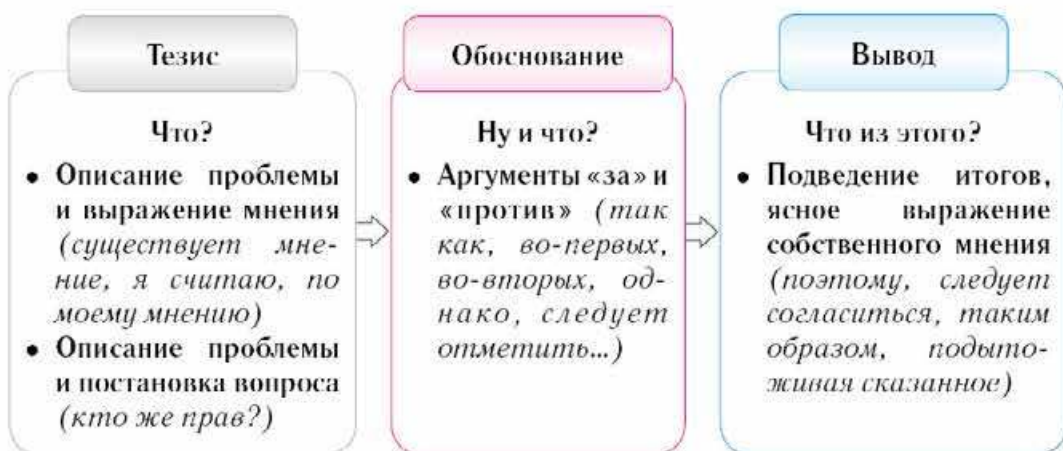 Тезис
Что?
• Описание проблемы
и выражение мнения
(существует мне-
ние, я считаю, по
моему мнению)
• Описание проблемы
и постановка вопроса
(кто же прав?)
Обоснование
Ну и что?
• Аргументы «за» и
«против» (так
как, во-первых,
во-вторых, од-
нако, следует
отметить...)
Вывод
Что из этого?
• Подведение итогов,
ясное выражение
собственного мнения
(поэтому, следует
согласиться, таким
образом, подыто-
живая сказанное)